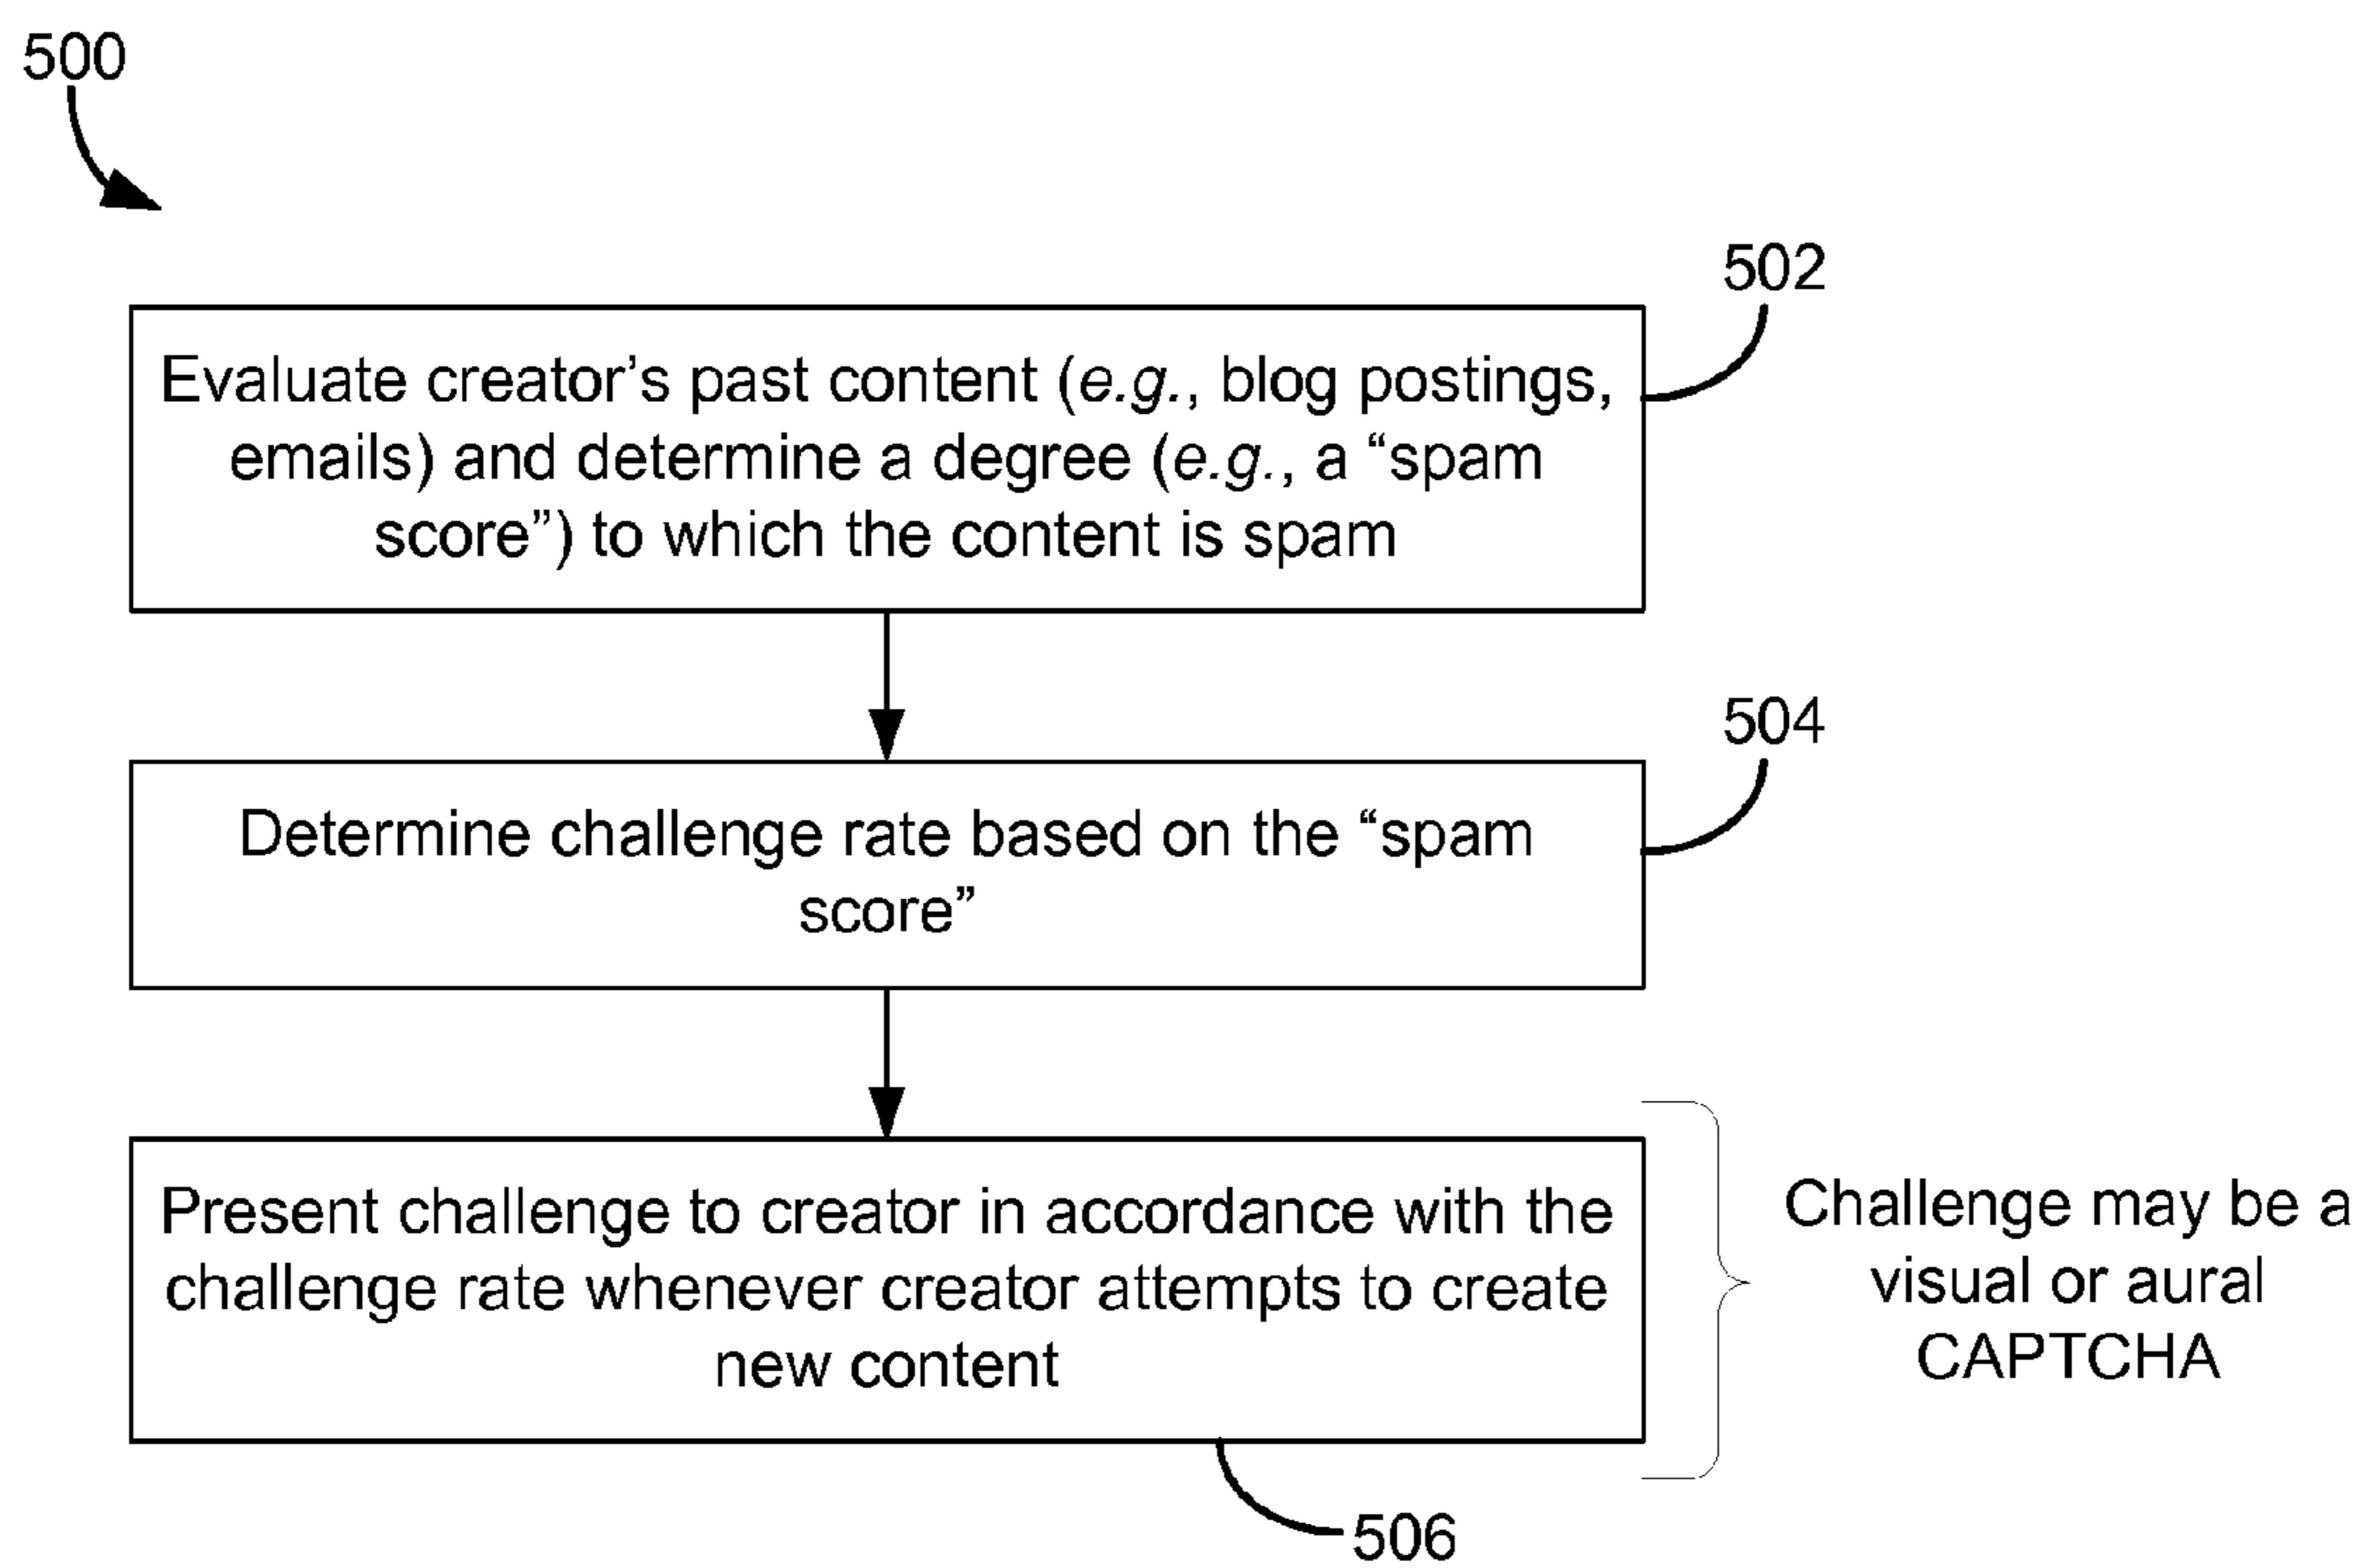 500
502
Evaluate creator’s past content (e.g., blog postings,
emails) and determine a degree (e.g., a “spam
score”) to which the content is spam
504
Determine challenge rate based on the “spam
score”
Present challenge to creator in accordance with the
challenge rate whenever creator attempts to create
new content
Challenge may be a
visual or aural
CAPTCHA
506